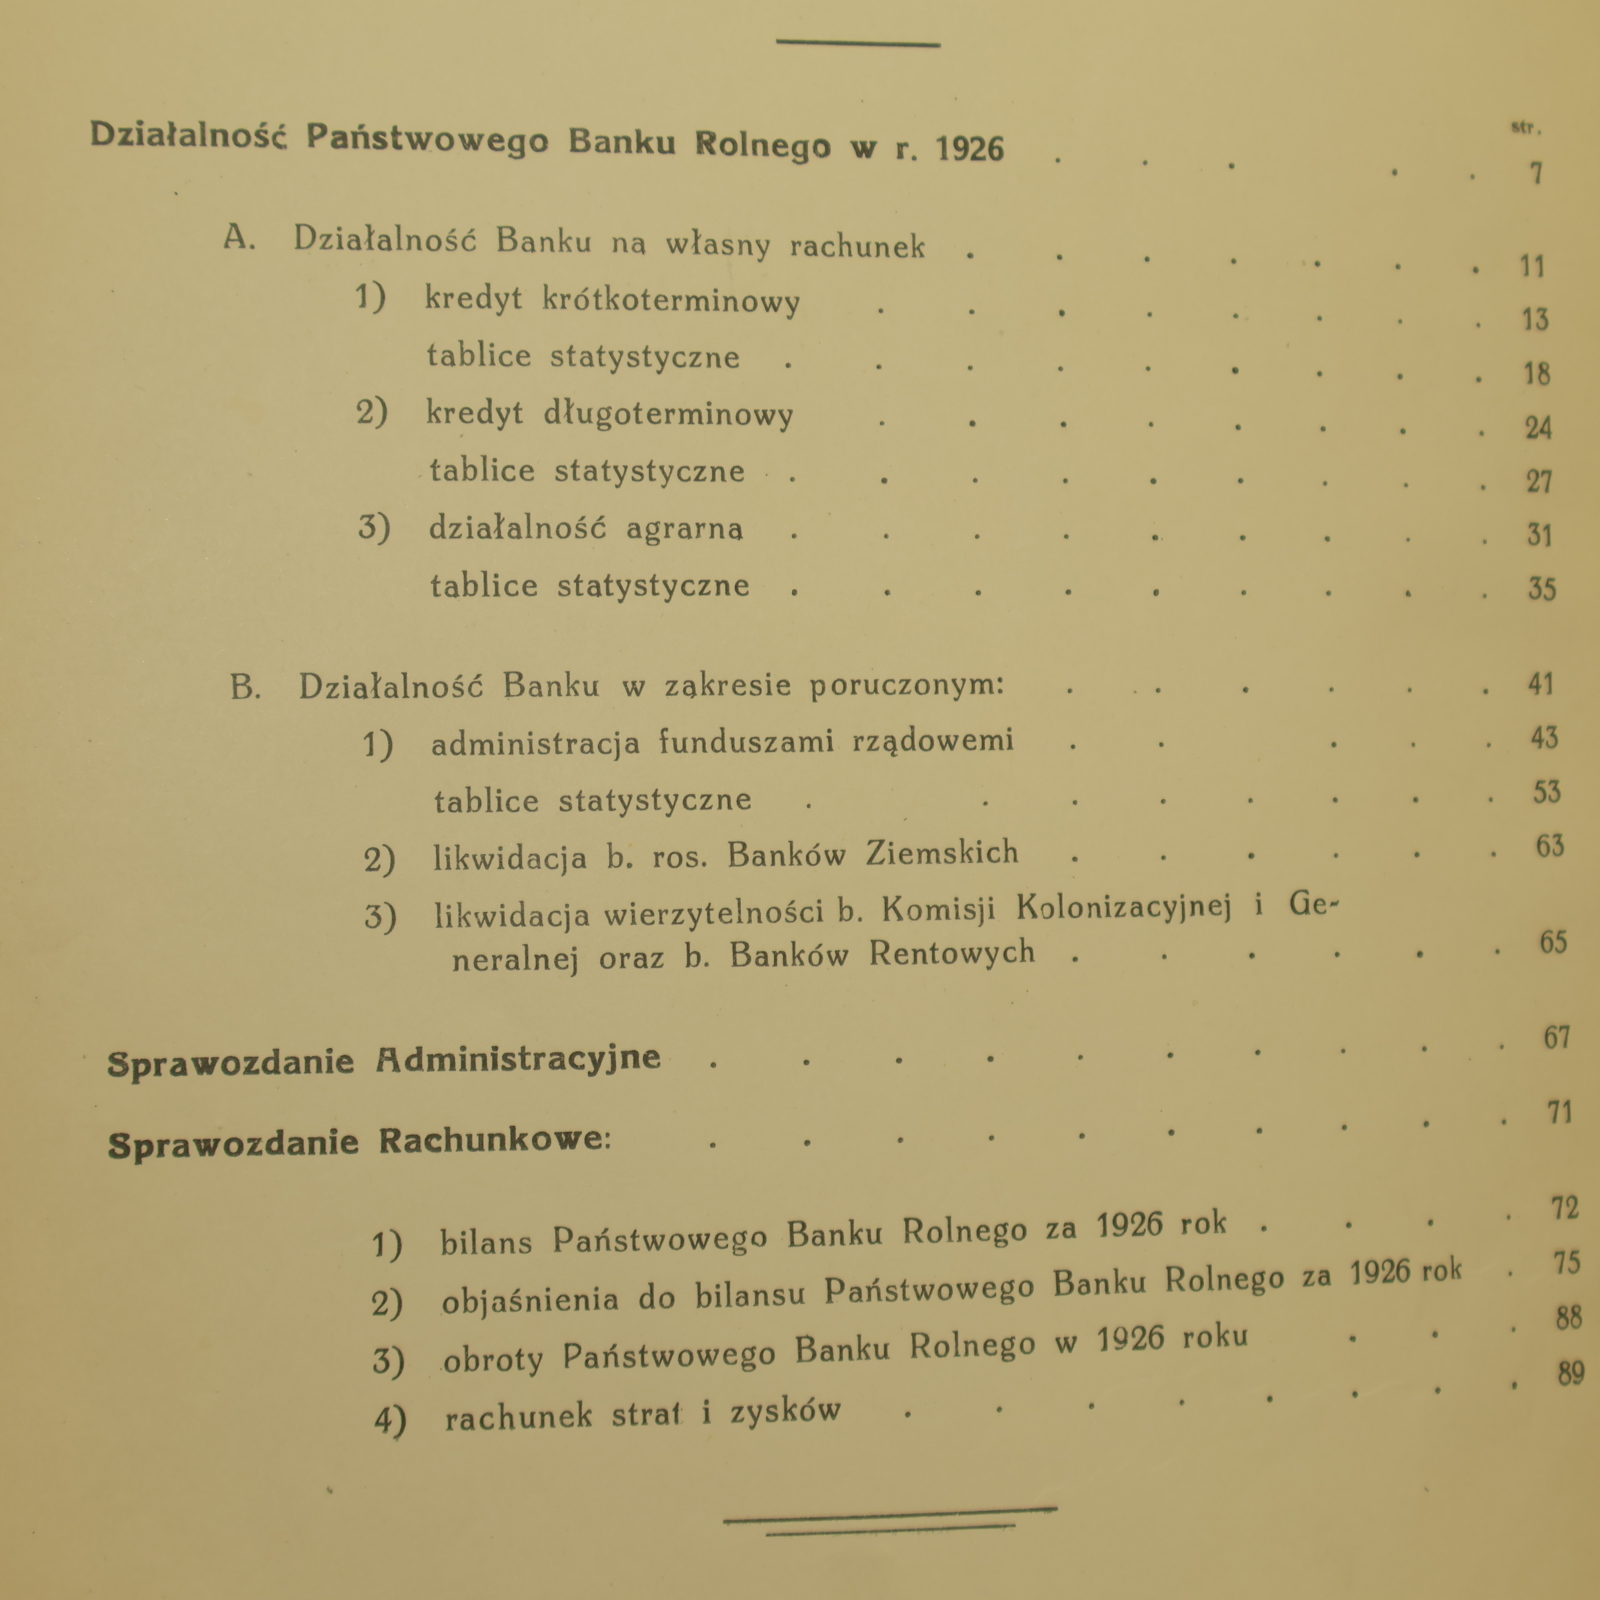 str.
Działalność Państwowego Banku Rolnego w r. 1926 . . . . . 7
A. Działalność Banku na własny rachunek . . . . . . . 11
1) kredyt krótkoterminowy . . . . . . . . 13
tablice statystyczne . . . . . . . . . 18
2) kredyt długoterminowy . . . . . . . . 24
tablice statystyczne . . . . . . . . . 27
3) działalność agrarna . . . . . . . . . 31
tablice statystyczne . . . . . . . . . 35
B. Działalność Banku w zakresie poruczonym: . . . . . . 41
1) administracja funduszami rządowemi . . . . . 43
tablice statystyczne . . . . . . . . 53
2) likwidacja b. ros. Banków Ziemskich . . . . . . 63
3) likwidacja wierzytelności b. Komisji Kolonizacyjnej i Ge-
neralnej oraz b. Banków Rentowych . . . . . . 65
Sprawozdanie Administracyjne . . . . . . . . . . 67
Sprawozdanie Rachunkowe: . . . . . . . . . . 71
1) bilans Państwowego Banku Rolnego za 1926 rok . . . . 72
2) objaśnienia do bilansu Państwowego Banku Rolnego za 1926 rok . 75
3) obroty Państwowego Banku Rolnego w 1926 roku . . . 88
4) rachunek strat i zysków . . . . . . . . 89